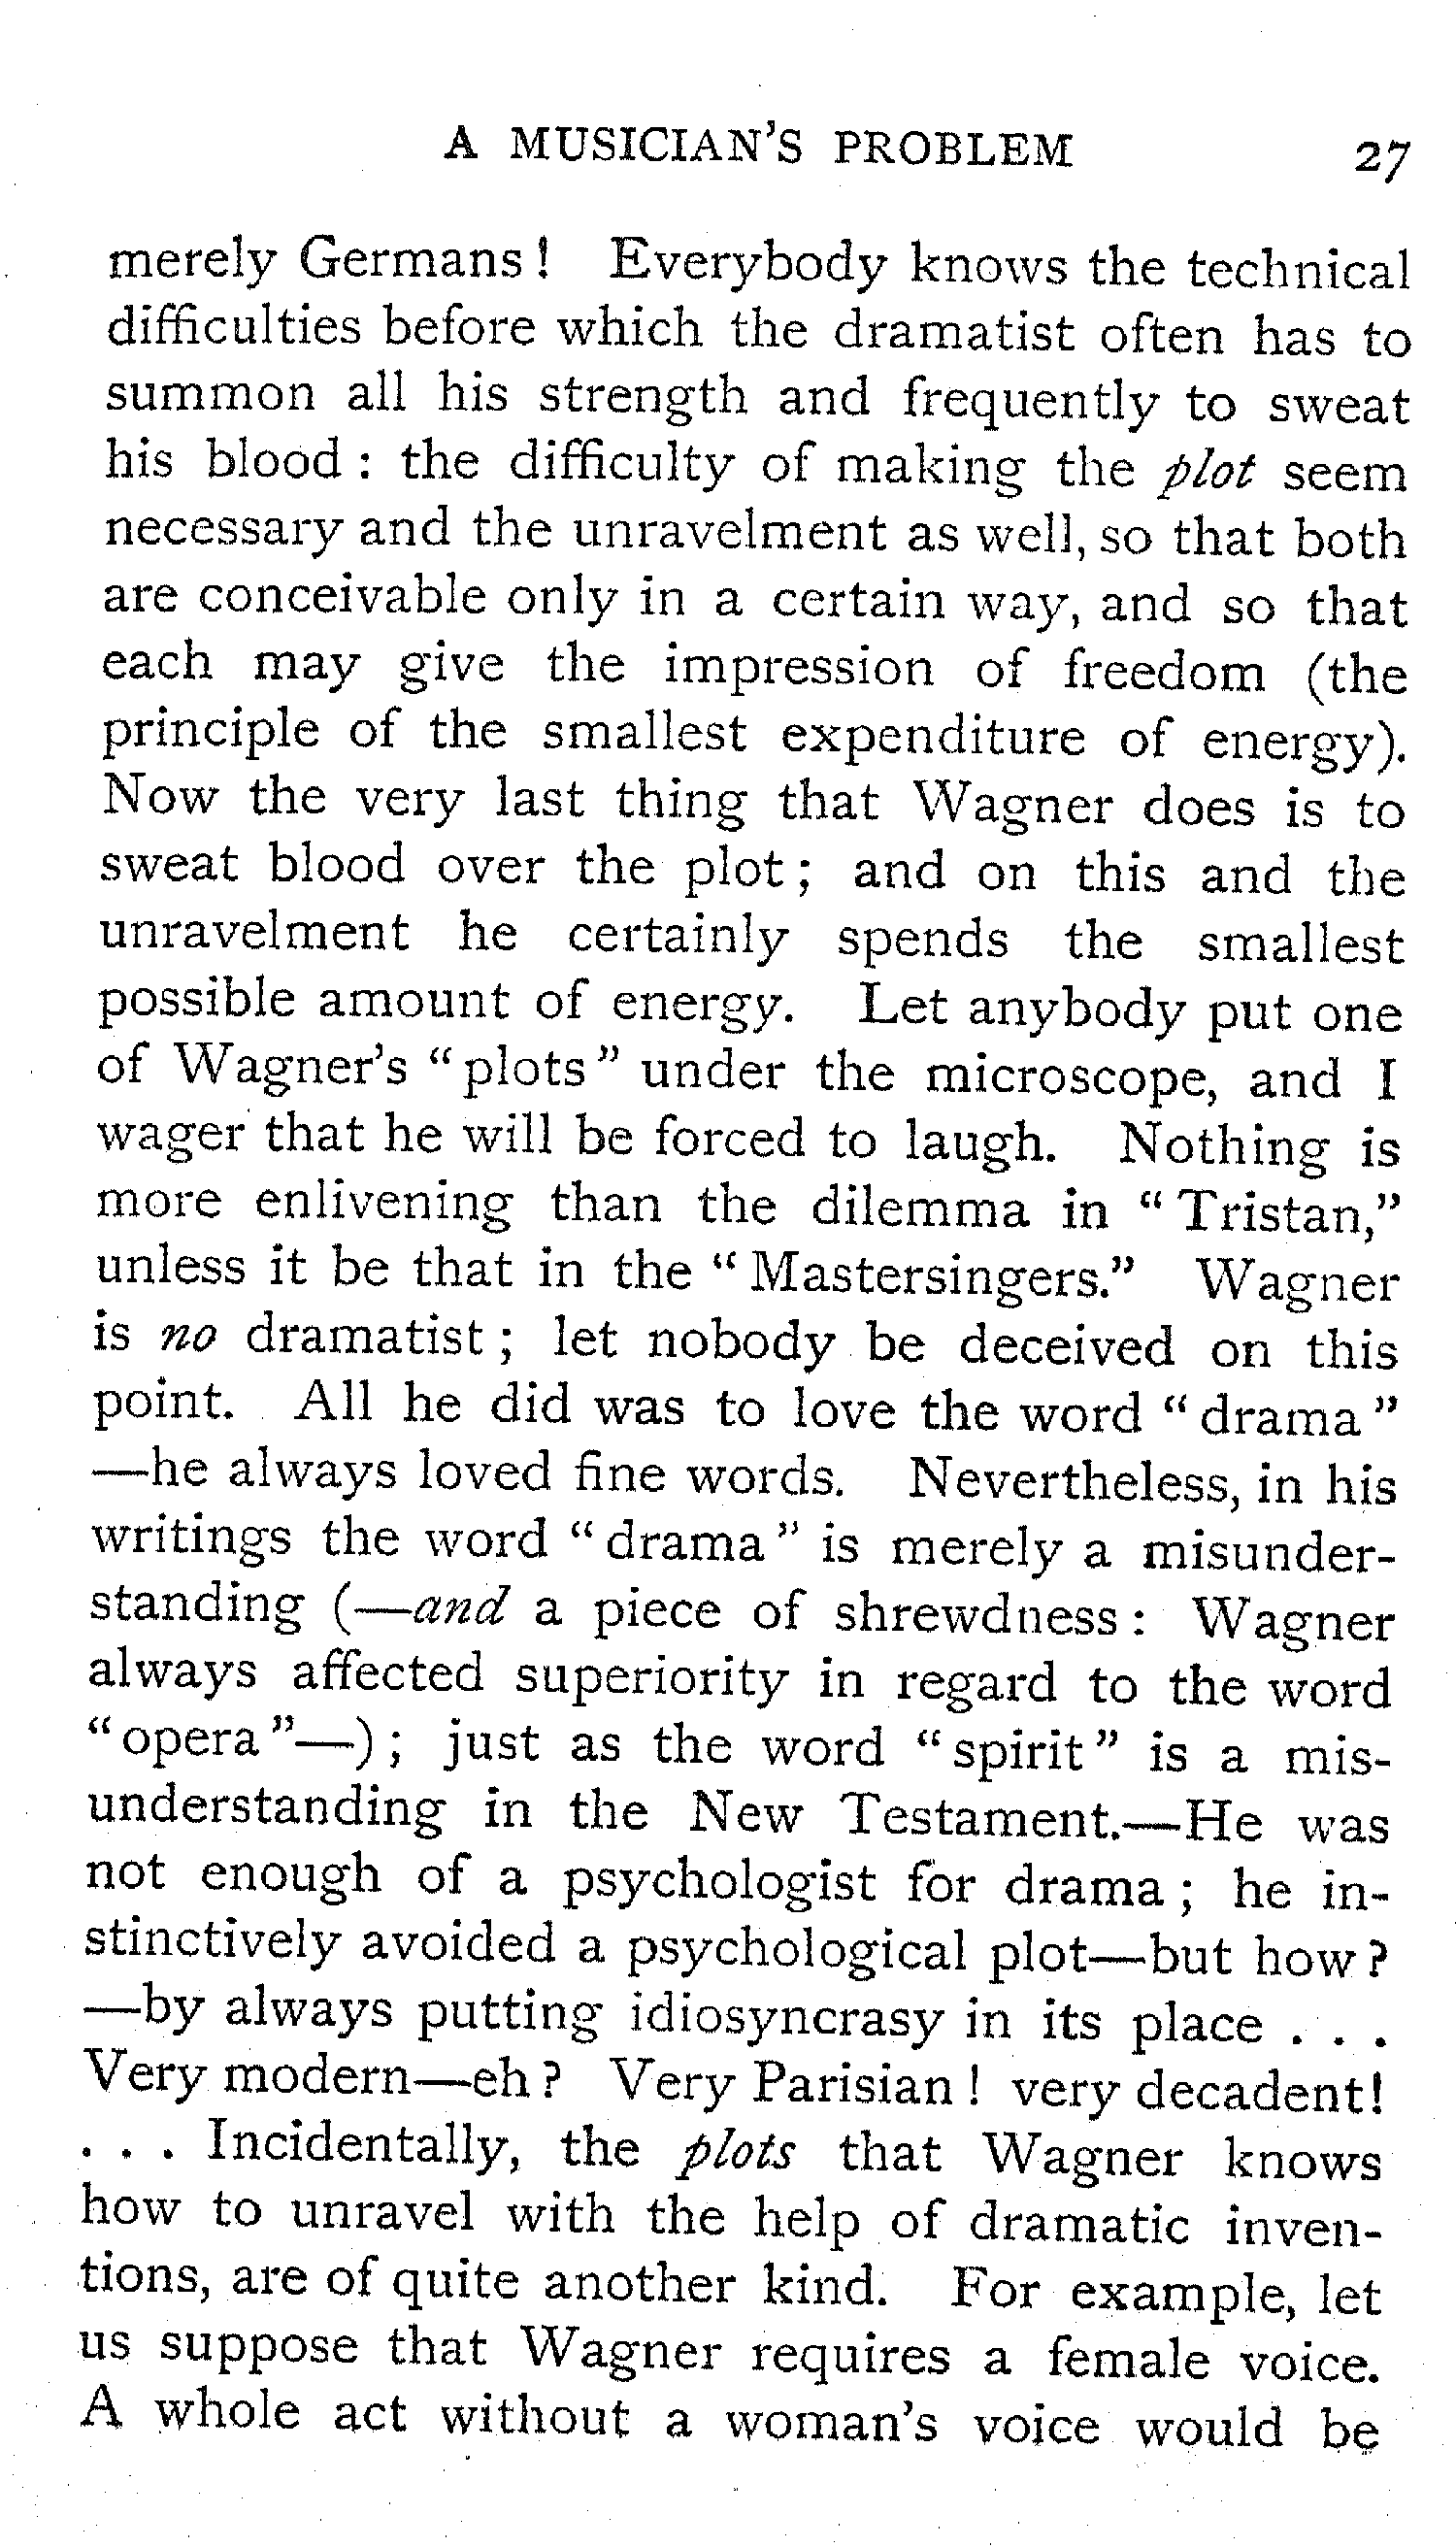 A MUSICIAN'S PROBLEM 27
merely Germans! Everybody knows the technical
difficulties before which the dramatist often has to
summon all his strength and frequently to sweat
his blood: the difficulty of making the plot seem
necessary and the unravelment as well, so that both
are conceivable only in a certain way, and so that
each may give the impression of freedom (the
principle of the smallest expenditure of energy).
Now the very last thing that Wagner does is to
sweat blood over the plot; and on this and the
unravelment he certainly spends the smallest
possible amount of energy. Let anybody put one
of Wagner's “plots” under the microscope, and I
wager that he will be forced to laugh. Nothing is
more enlivening than the dilemma in “Tristan,”
unless it be that in the “Mastersingers.” Wagner
is no dramatist; let nobody be deceived on this
point. All he did was to love the word “drama”
—he always loved fine words. Nevertheless, in his
writings the word “drama” is merely a misunder-
standing (—and a piece of shrewdness: Wagner
always affected superiority in regard to the word
“opera”—); just as the word “spirit” is a mis-
understanding in the New Testament.—He was
not enough of a psychologist for drama; he in-
stinctively avoided a psychological plot—but how?
—by always putting idiosyncrasy in its place . . .
Very modern—eh? Very Parisian! very decadent!
. . . Incidentally, the plots that Wagner knows
how to unravel with the help of dramatic inven-
tions, are of quite another kind. For example, let
us suppose that Wagner requires a female voice.
A whole act without a woman's voice would be